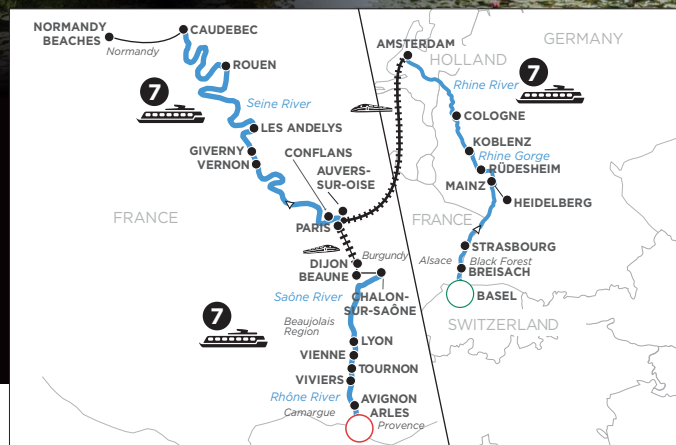 NORMANDY
BEACHES
Normandy
CAUDEBEC
ROUEN
7
Seine River
LES ANDELYS
GIVERNY
VERNON
CONFLANS
AUVERS-
SUR-OISE
FRANCE
PARIS
DIJON
BEAUNE
Burgundy
Saône River
CHALON-
SUR-SAÔNE
7
Beaujolais
Region
LYON
VIENNE
TOURNON
VIVIERS
Rhône River
AVIGNON
Camargue
ARLES
Provence
AMSTERDAM
HOLLAND
GERMANY
Rhine River
7
COLOGNE
KOBLENZ
Rhine Gorge
RÜDESHEIM
MAINZ
HEIDELBERG
FRANCE
STRASBOURG
Alsace
Black Forest
BREISACH
BASEL
SWITZERLAND